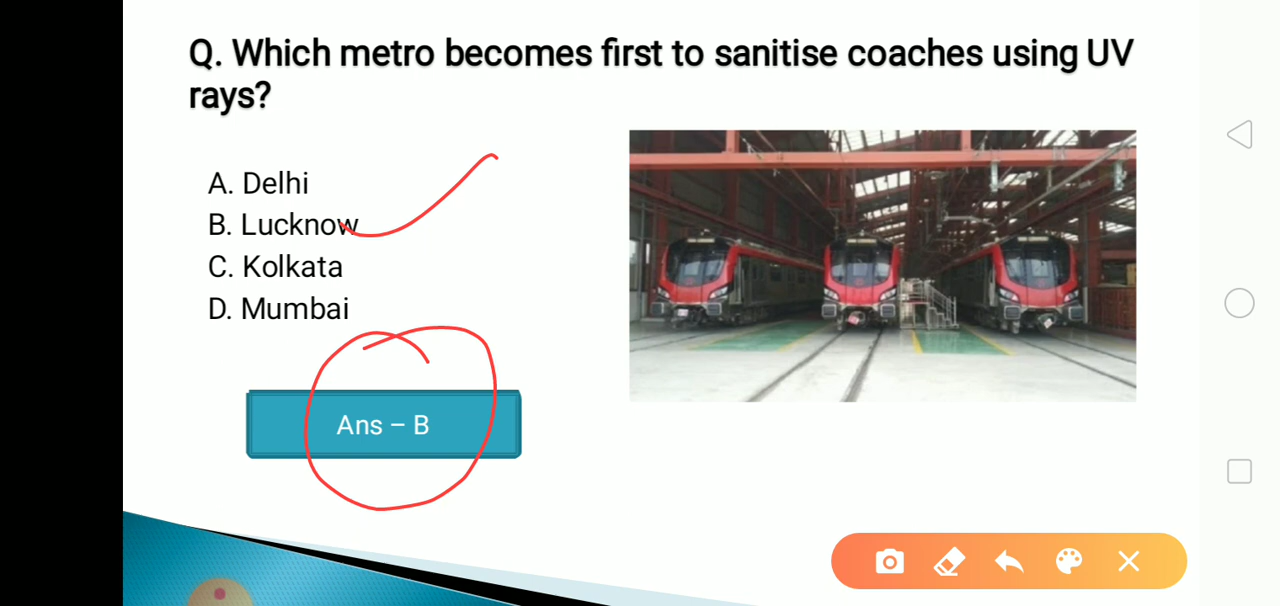 Q. Which metro becomes first to sanitise coaches using UV
rays?
A. Delhi
B. Lucknow
C. Kolkata
D. Mumbai
Ans – B